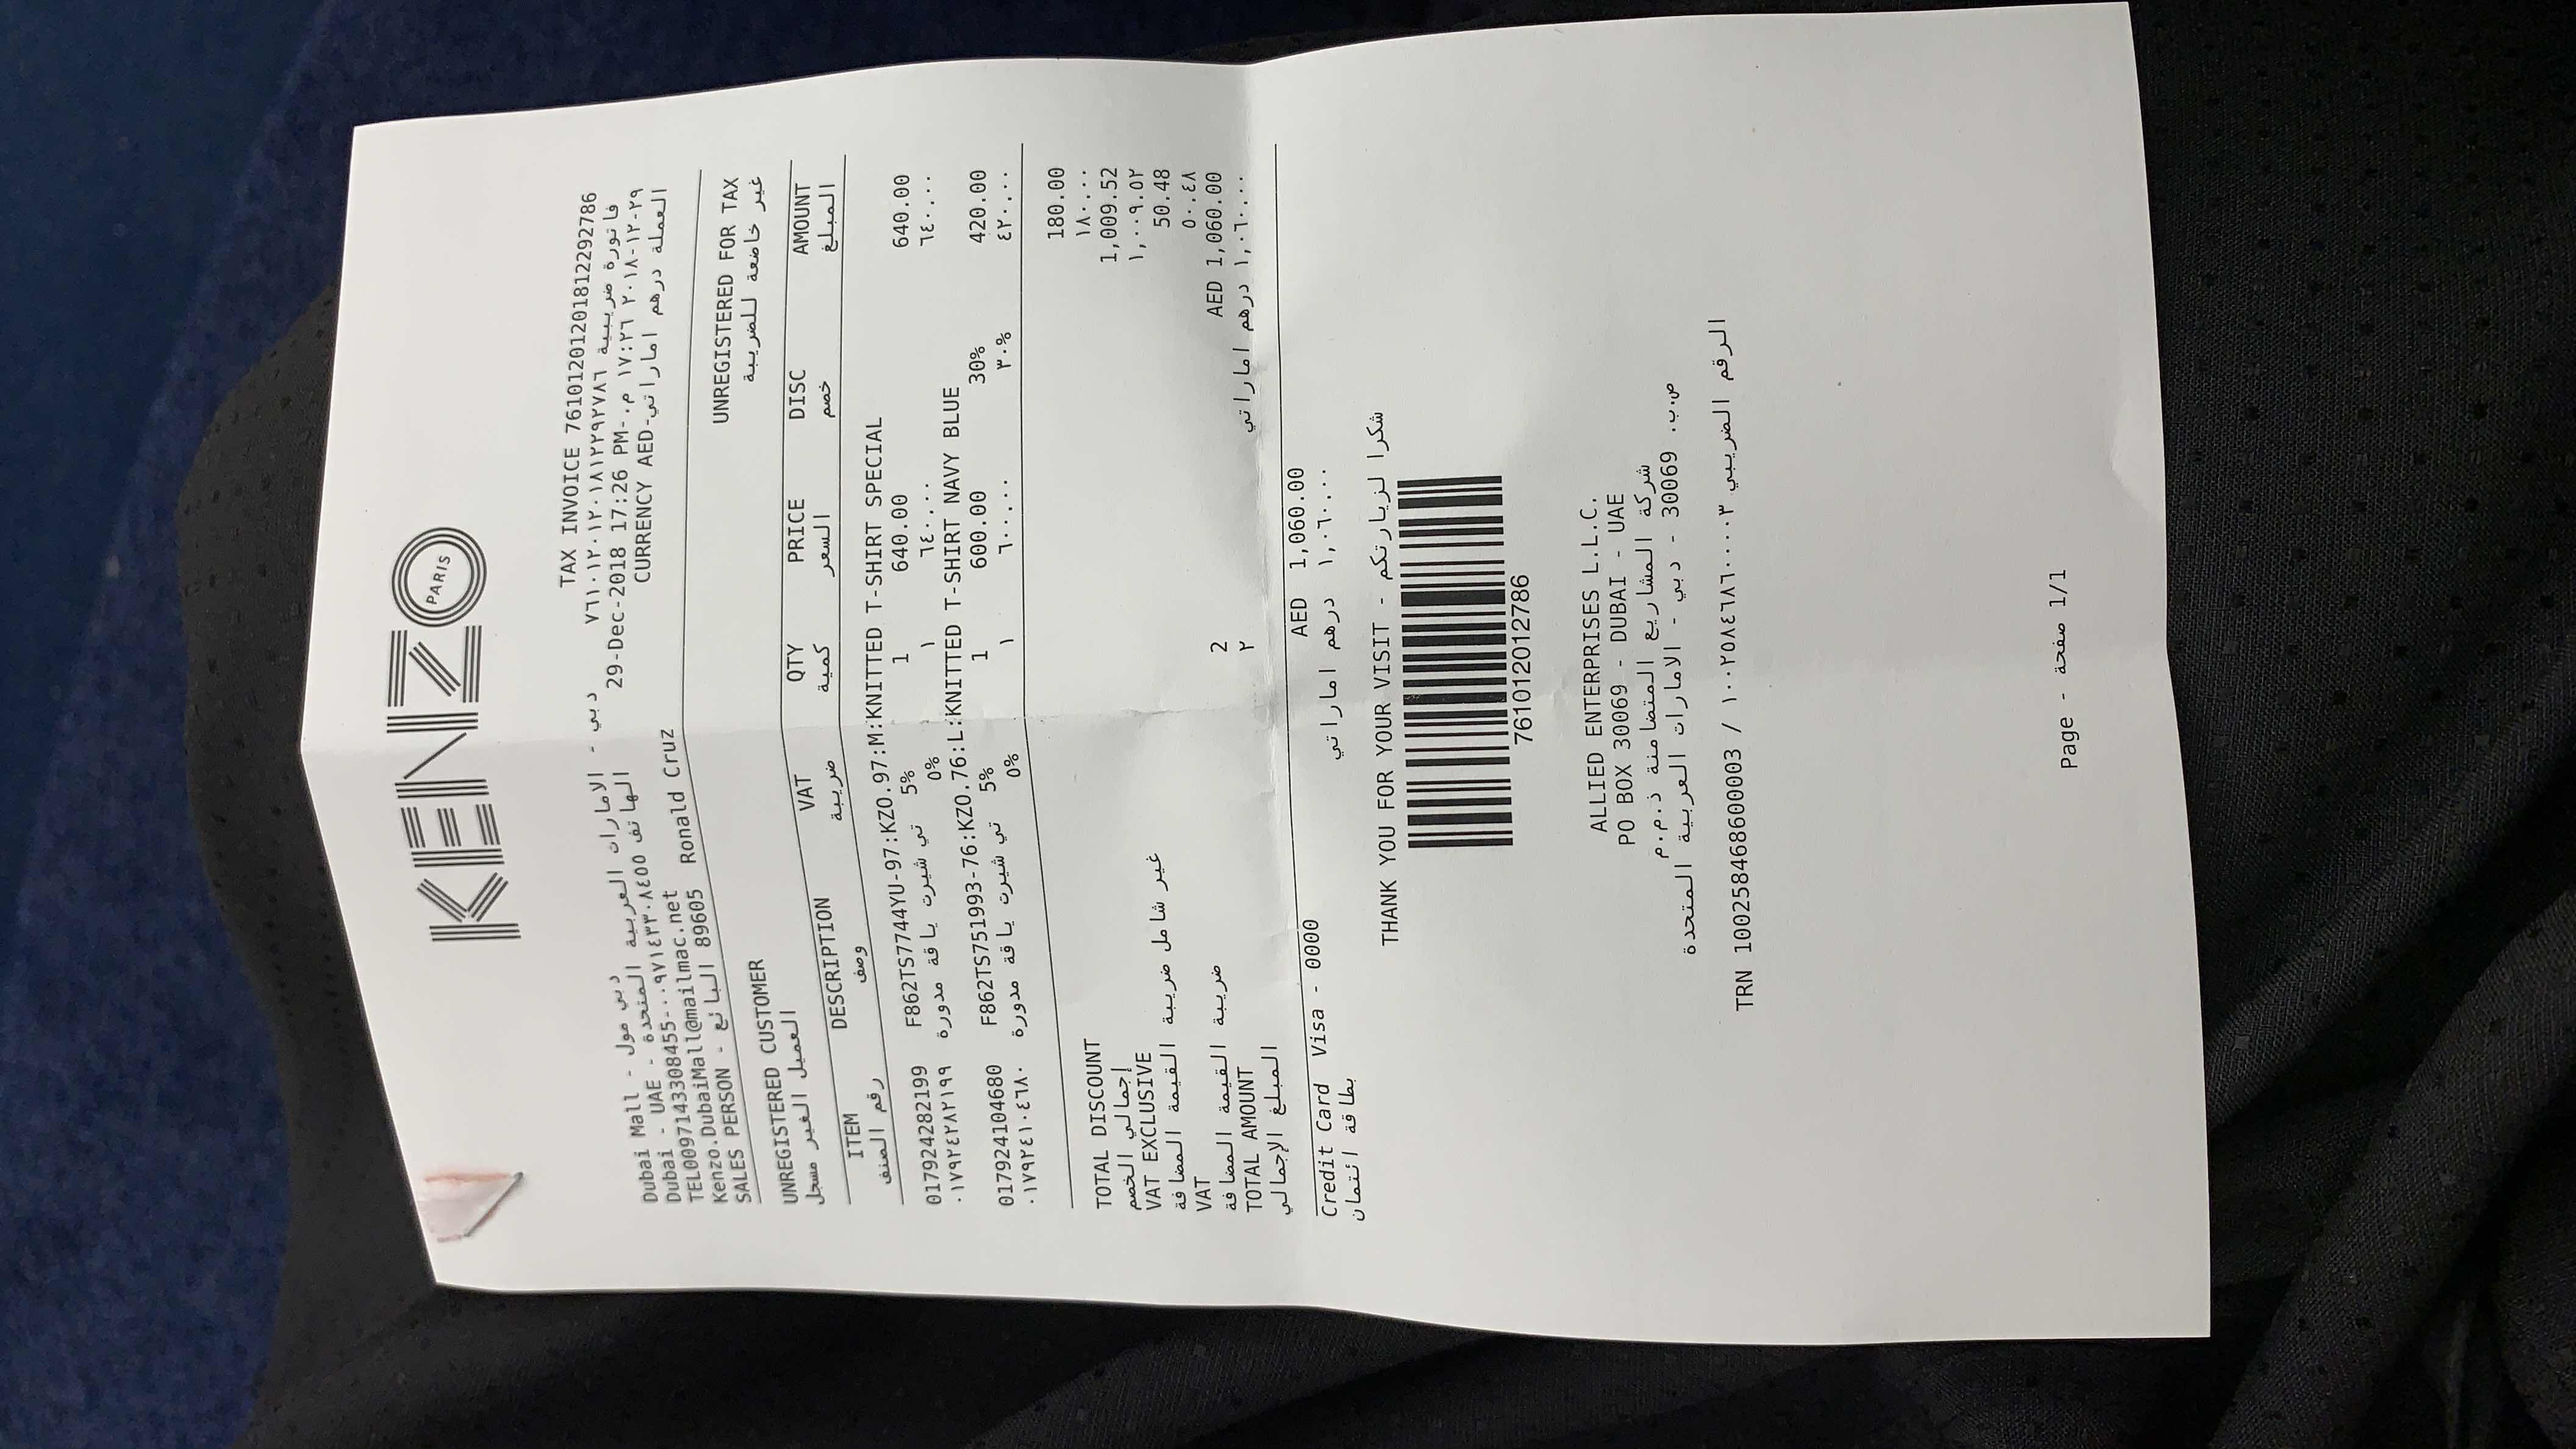 KENZO
PARIS
TAX INVOICE 76101201201812292786
فاتورة ضريبية ٧٦١٠١٢٠١٢٠١٨١٢٢٩٢٧٨٦
29-Dec-2018 17:26 PM-.م ١٧:٢٦ ٢٠١٨-١٢-٢٩
CURRENCY AED-العملة درهم اماراتي
Dubai Mall - دبي مول
Dubai - UAE - دبي - الامارات العربية المتحدة
TEL0097143308455-الهاتف ٠٠٩٧١٤٣٣٠٨٤٥٥
Kenzo.DubaiMall@mailmac.net
SALES PERSON - البائع 89605 Ronald Cruz
UNREGISTERED CUSTOMER
العميل الغير مسجل
UNREGISTERED FOR TAX
غير خاضعة للضريبة
ITEM DESCRIPTION VAT QTY PRICE DISC AMOUNT
رقم الصنف وصف ضريبة كمية السعر خصم المبلغ
F862TS7744YU-97:KZO.97:M:KNITTED T-SHIRT SPECIAL
017924282199 5% 1 640.00 640.00
٠١٧٩٢٤٢٨٢١٩٩ تي شيرت ياقة مدورة ٥% ١ ٦٤٠.٠٠ ٦٤٠.٠٠
F862TS751993-76:KZO.76:L:KNITTED T-SHIRT NAVY BLUE
017924104680 5% 1 600.00 30% 420.00
٠١٧٩٢٤١٠٤٦٨٠ تي شيرت ياقة مدورة ٥% ١ ٦٠٠.٠٠ ٣٠% ٤٢٠.٠٠
TOTAL DISCOUNT 180.00
إجمالي الخصم ١٨٠.٠٠
VAT EXCLUSIVE 1,009.52
غير شامل ضريبة القيمة المضافة ١,٠٠٩.٥٢
VAT 50.48
ضريبة القيمة المضافة ٥٠.٤٨
TOTAL AMOUNT 2 AED 1,060.00
المبلغ الإجمالي ٢ ١,٠٦٠.٠٠ درهم اماراتي
Credit Card Visa - 0000 AED 1,060.00
بطاقة ائتمان ١,٠٦٠.٠٠ درهم اماراتي
THANK YOU FOR YOUR VISIT - شكرا لزيارتكم
761012012786
ALLIED ENTERPRISES L.L.C.
PO BOX 30069 - DUBAI - UAE
شركة المشاريع المتضامنة ذ.م.م
ص.ب. 30069 - دبي - الامارات العربية المتحدة
TRN 100258468600003 / الرقم الضريبي ١٠٠٢٥٨٤٦٨٦٠٠٠٠٣
Page - صفحة 1/1